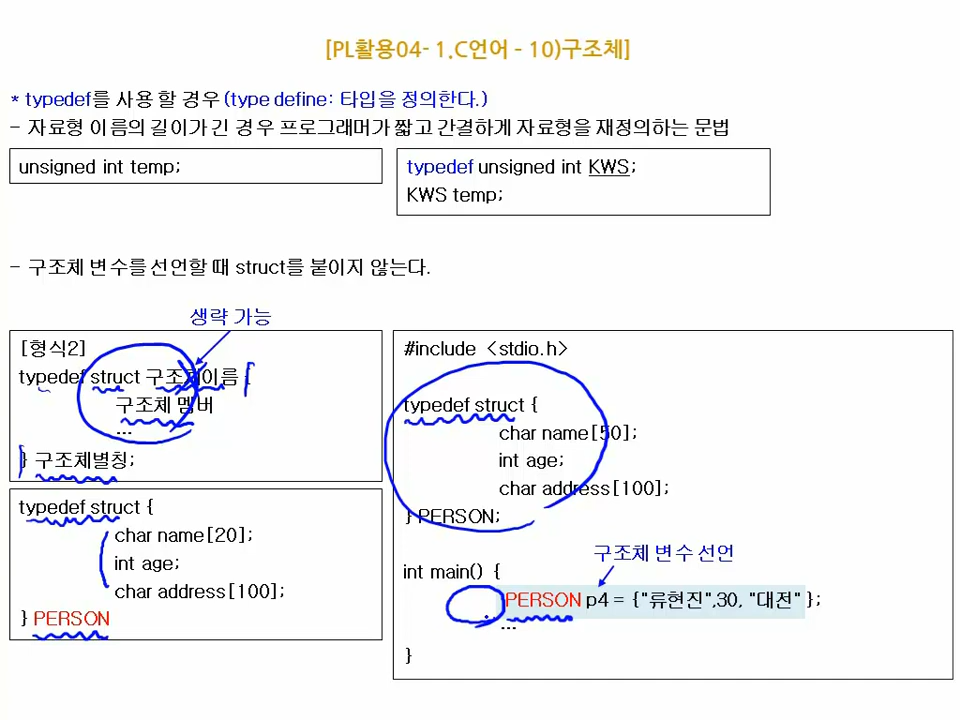 [PL활용04- 1.C언어 – 10)구조체]
* typedef를 사용 할 경우 (type define: 타입을 정의한다.)
- 자료형 이름의 길이가 긴 경우 프로그래머가 짧고 간결하게 자료형을 재정의하는 문법
unsigned int temp;
typedef unsigned int KWS;
KWS temp;
- 구조체 변수를 선언할 때 struct를 붙이지 않는다.
생략 가능
[형식2]
typedef struct 구조체이름 {
구조체 멤버
...
} 구조체별칭;
typedef struct {
char name[20];
int age;
char address[100];
} PERSON
#include <stdio.h>
typedef struct {
char name[50];
int age;
char address[100];
} PERSON;
구조체 변수 선언
int main() {
PERSON p4 = {"류현진",30, "대전" };
...
}